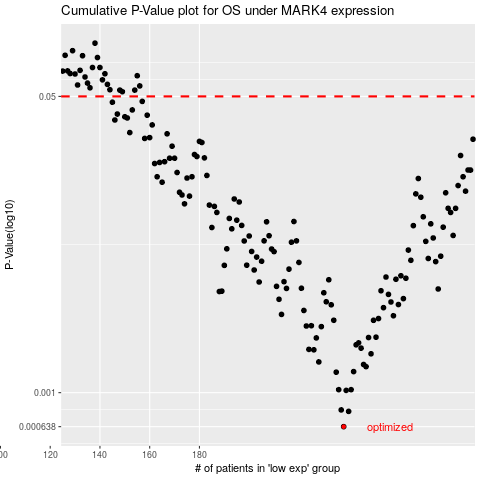 Cumulative P-Value plot for OS under MARK4 expression
0.05
P-Value(log10)
0.001
0.000638
optimized
00 120 140 160 180
# of patients in 'low exp' group